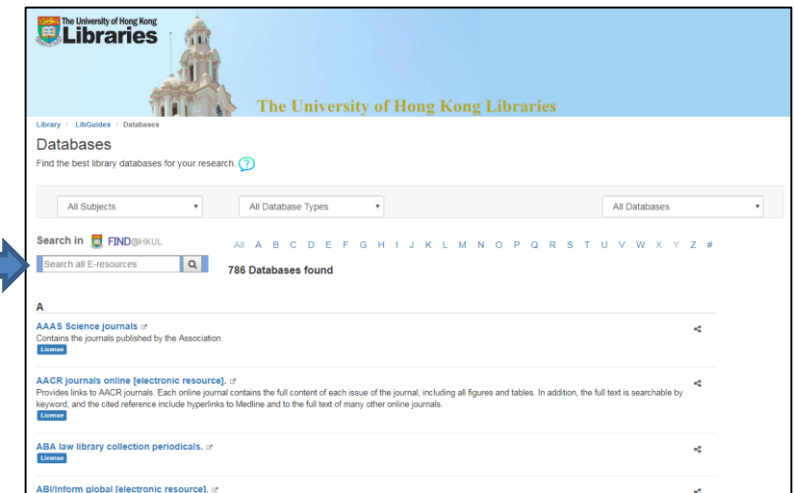 The University of Hong Kong
Libraries
The University of Hong Kong Libraries
Library / LibGuides / Databases
Databases
Find the best library databases for your research. ?
All Subjects
All Database Types
All Databases
Search in FIND@HKUL
All A B C D E F G H I J K L M N O P Q R S T U V W X Y Z #
Search all E-resources
786 Databases found
A
AAAS Science journals
Contains the journals published by the Association.
License
AACR journals online [electronic resource].
Provides links to AACR journals. Each online journal contains the full content of each issue of the journal, including all figures and tables. In addition, the full text is searchable by
keyword, and the cited reference include hyperlinks to Medline and to the full text of many other online journals.
License
ABA law library collection periodicals.
License
ABI/Inform global [electronic resource].